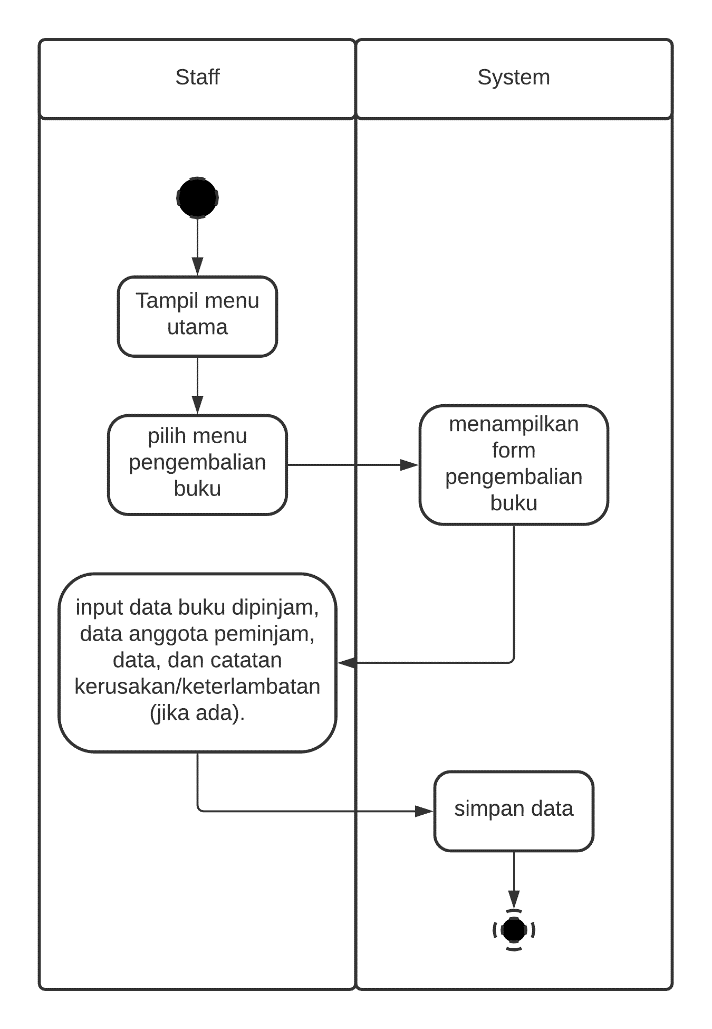 Staff
System
Tampil menu
utama
pilih menu
pengembalian
buku
menampilkan
form
pengembalian
buku
input data buku dipinjam,
data anggota peminjam,
data, dan catatan
kerusakan/keterlambatan
(jika ada).
simpan data